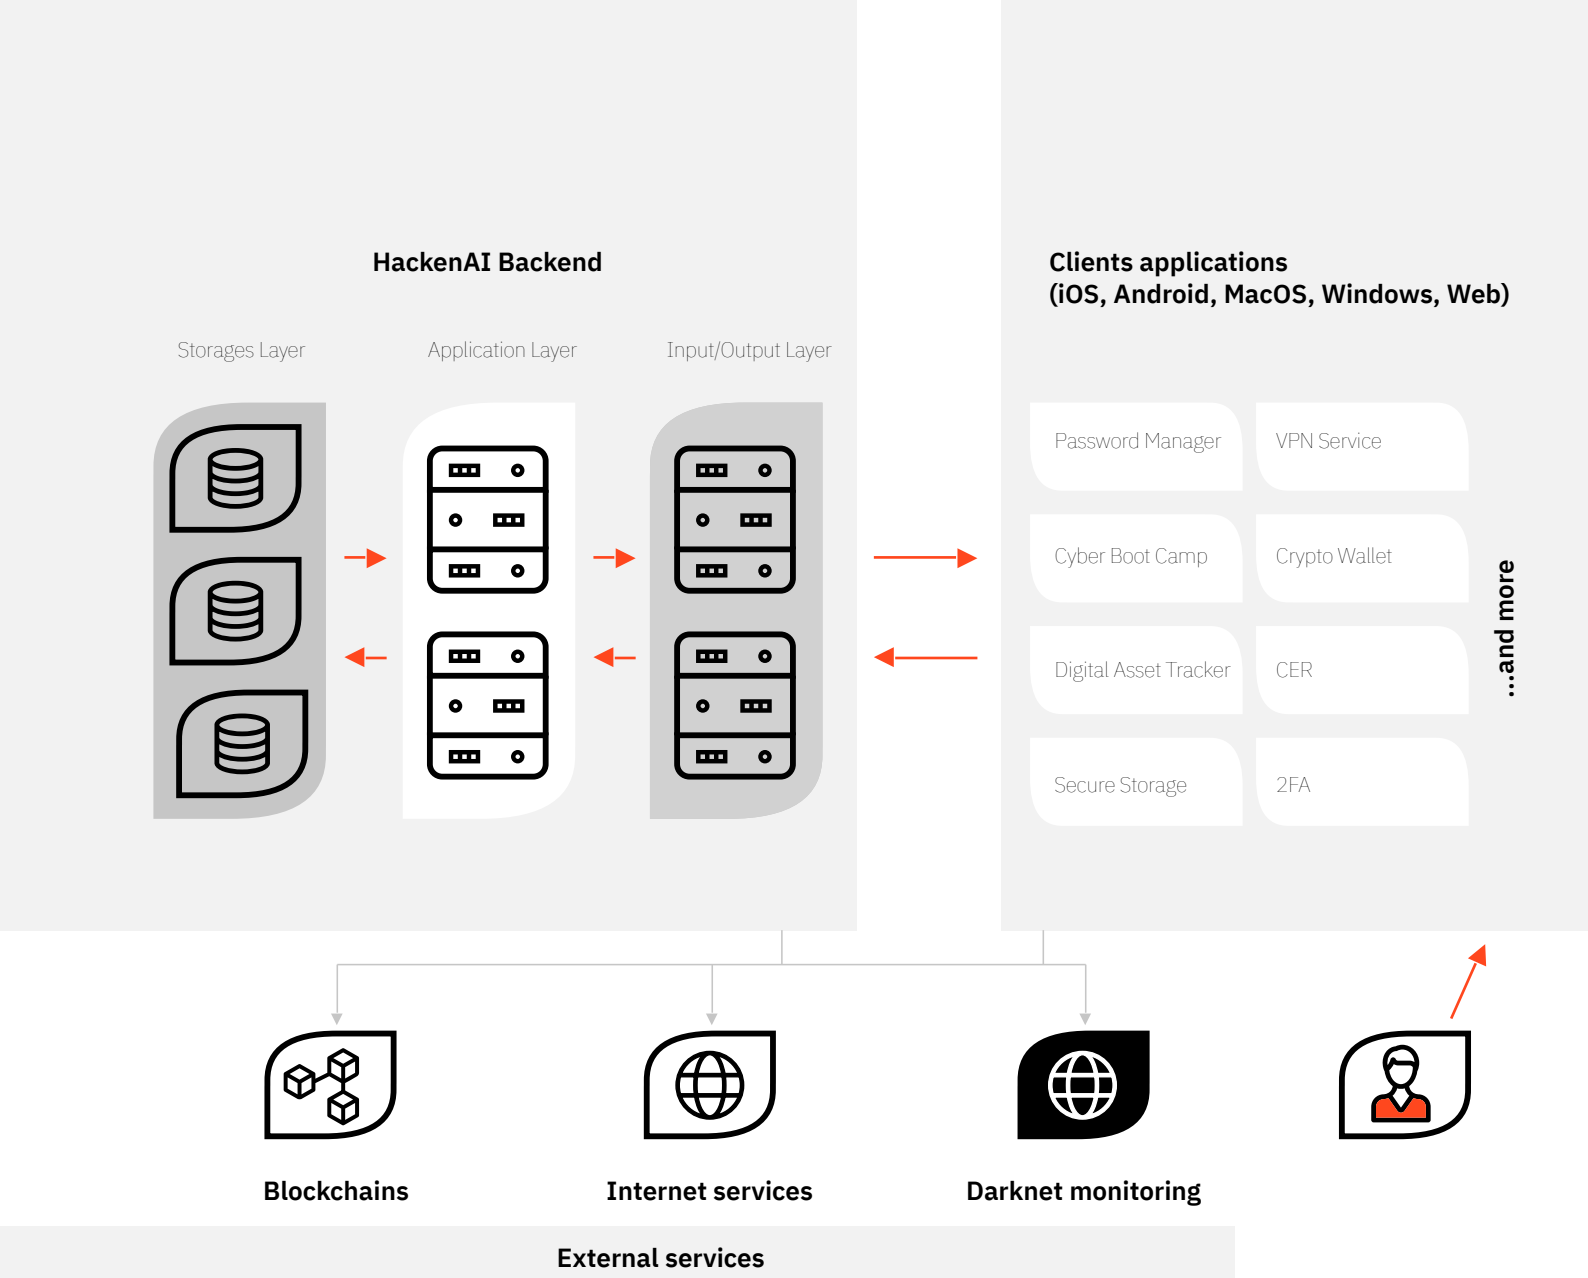 HackenAI Backend
Clients applications
(iOS, Android, MacOS, Windows, Web)
Storages Layer
Application Layer
Input/Output Layer
Password Manager
VPN Service
Cyber Boot Camp
Crypto Wallet
Digital Asset Tracker
CER
Secure Storage
2FA
...and more
Blockchains
Internet services
Darknet monitoring
External services